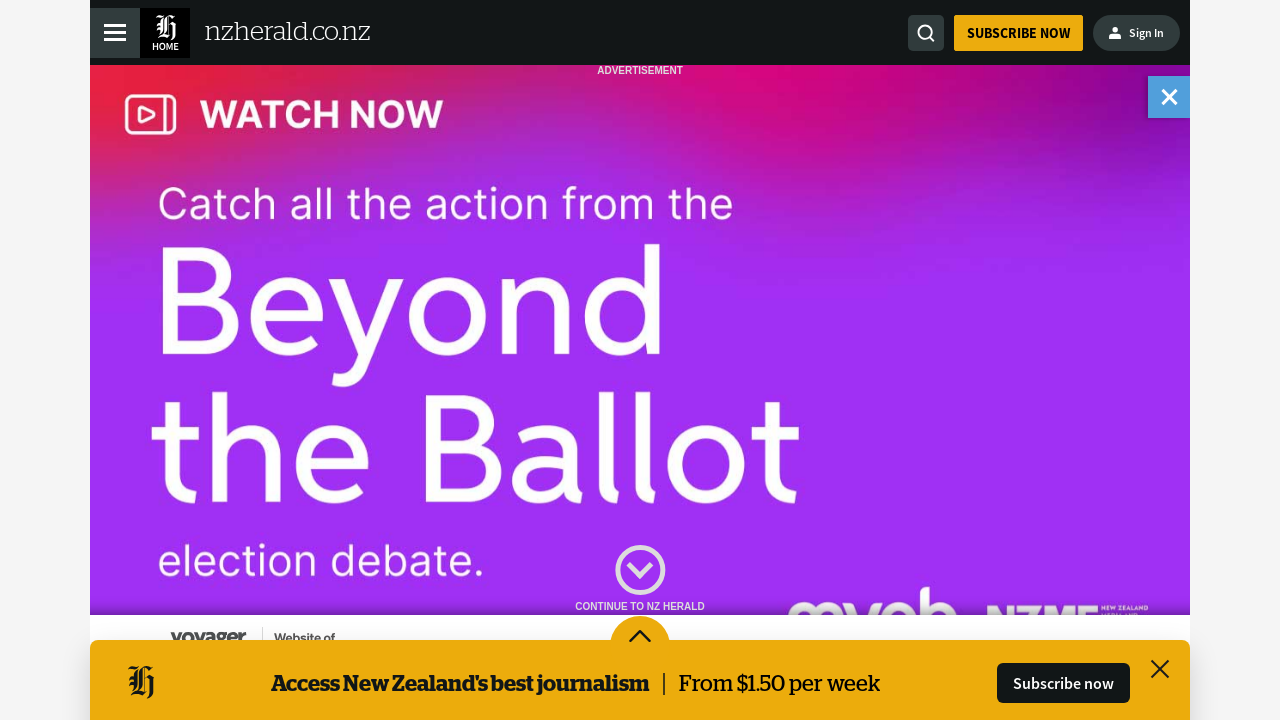 HOME
nzherald.co.nz
SUBSCRIBE NOW
Sign In
ADVERTISEMENT
WATCH NOW
Catch all the action from the
Beyond
the Ballot
election debate.
CONTINUE TO NZ HERALD
myob
NZME
NEW ZEALAND
voyager
Website of
Access New Zealand's best journalism | From $1.50 per week
Subscribe now